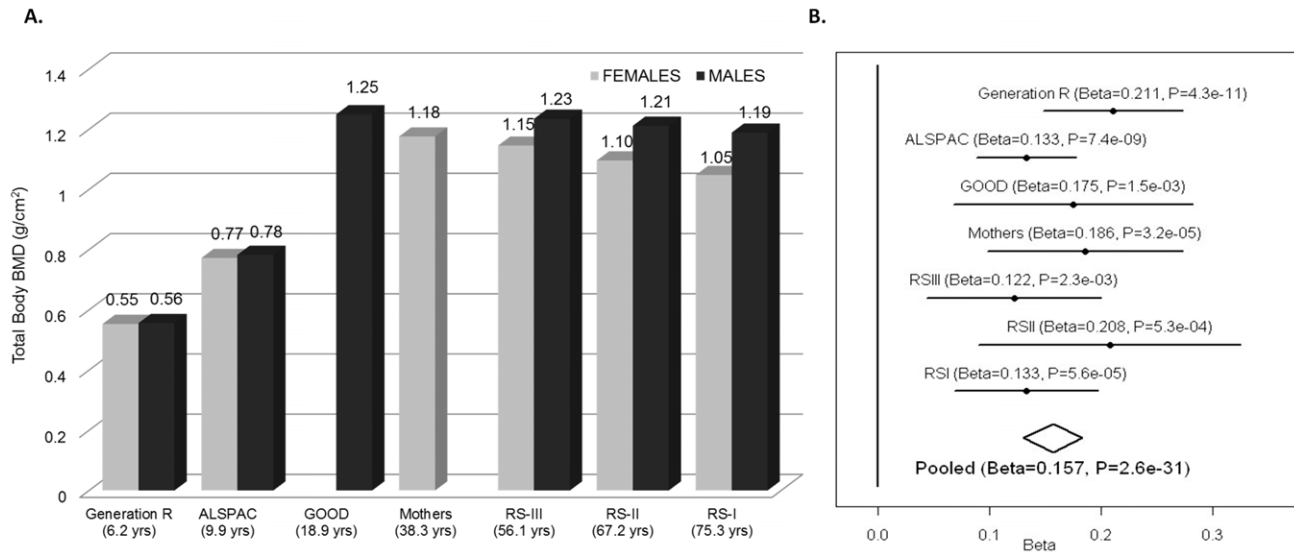 A.
Total Body BMD (g/cm²)
1.4
1.2
1
0.8
0.6
0.4
0.2
0
FEMALES MALES
0.55 0.56
0.77 0.78
1.25
1.18
1.15 1.23
1.10 1.21
1.05 1.19
Generation R
(6.2 yrs)
ALSPAC
(9.9 yrs)
GOOD
(18.9 yrs)
Mothers
(38.3 yrs)
RS-III
(56.1 yrs)
RS-II
(67.2 yrs)
RS-I
(75.3 yrs)
B.
Generation R (Beta=0.211, P=4.3e-11)
ALSPAC (Beta=0.133, P=7.4e-09)
GOOD (Beta=0.175, P=1.5e-03)
Mothers (Beta=0.186, P=3.2e-05)
RSIII (Beta=0.122, P=2.3e-03)
RSII (Beta=0.208, P=5.3e-04)
RSI (Beta=0.133, P=5.6e-05)
Pooled (Beta=0.157, P=2.6e-31)
0.0 0.1 0.2 0.3
Beta